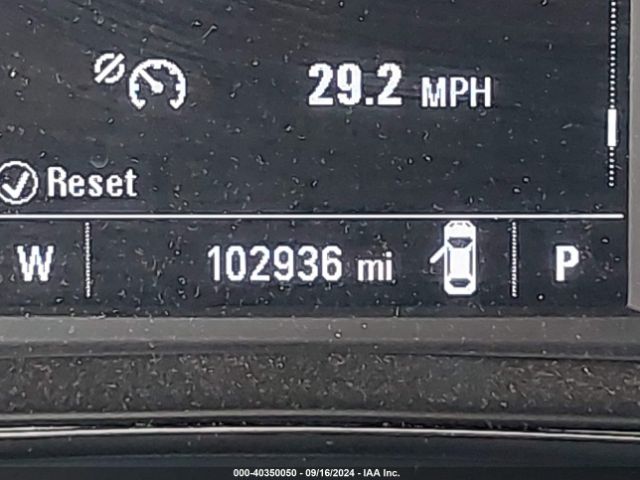 29.2 MPH
Reset
W 102936 mi P
000-40350050 - 09/16/2024 - IAA Inc.